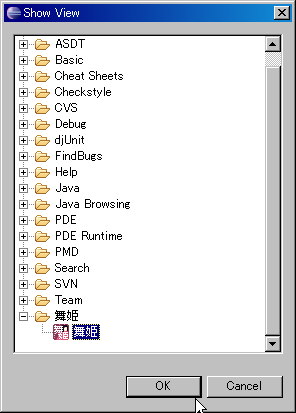 Show View
ASDT
Basic
Cheat Sheets
Checkstyle
CVS
Debug
djUnit
FindBugs
Help
Java
Java Browsing
PDE
PDE Runtime
PMD
Search
SVN
Team
舞姫
舞姫
OK Cancel